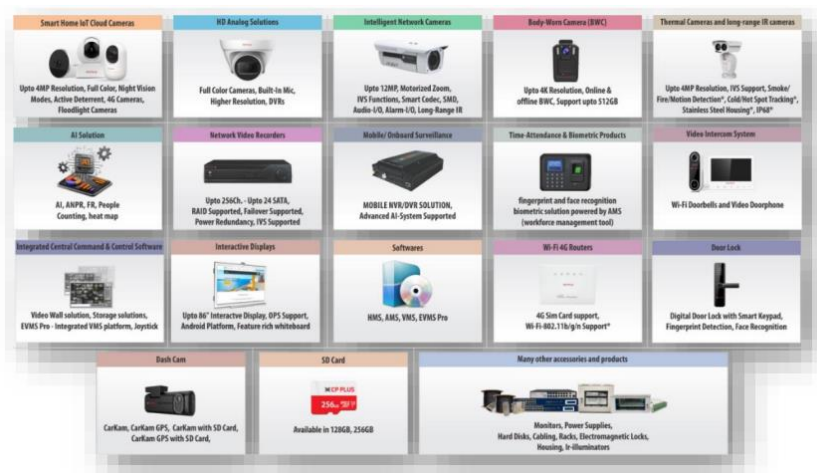 Smart Home IoT Cloud Cameras
Upto 4MP Resolution, Full Color, Night Vision
Modes, Active Deterrent, 4G Cameras,
Floodlight Cameras
HD Analog Solutions
Full Color Cameras, Built-In Mic,
Higher Resolution, DVRs
Intelligent Network Cameras
Upto 12MP, Motorized Zoom,
IVS Functions, Smart Codec, SMD,
Audio-I/O, Alarm-I/O, Long-Range IR
Body-Worn Camera (BWC)
Upto 4K Resolution, Online &
offline BWC, Support upto 512GB
Thermal Cameras and long-range IR cameras
Upto 4MP Resolution, IVS Support, Smoke/
Fire/Motion Detection*, Cold/Hot Spot Tracking*,
Stainless Steel Housing*, IP68*
AI Solution
AI, ANPR, FR, People
Counting, heat map
Network Video Recorders
Upto 256Ch. - Upto 24 SATA,
RAID Supported, Failover Supported,
Power Redundancy, IVS Supported
Mobile/ Onboard Surveillance
MOBILE NVR/DVR SOLUTION,
Advanced AI-System Supported
Time-Attendance & Biometric Products
fingerprint and face recognition
biometric solution powered by AMS
(workforce management tool)
Video Intercom System
Wi-Fi Doorbells and Video Doorphone
Integrated Central Command & Control Software
Video Wall solution, Storage solutions,
EVMS Pro - Integrated VMS platform, Joystick
Interactive Displays
Upto 86" Interactve Display, OPS Support,
Android Platform, Feature rich whiteboard
Softwares
HMS, AMS, VMS, EVMS Pro
Wi-Fi 4G Routers
4G Sim Card support,
Wi-Fi-802.11b/g/n Support*
Door Lock
Digital Door Lock with Smart Keypad,
Fingerprint Detection, Face Recognition
Dash Cam
CarKam, CarKam GPS, CarKam with SD Card,
CarKam GPS with SD Card,
SD Card
CP PLUS
256
Available in 128GB, 256GB
Many other accessories and products
Monitors, Power Supplies,
Hard Disks, Cabling, Racks, Electromagnetic Locks,
Housing, Ir-illuminators